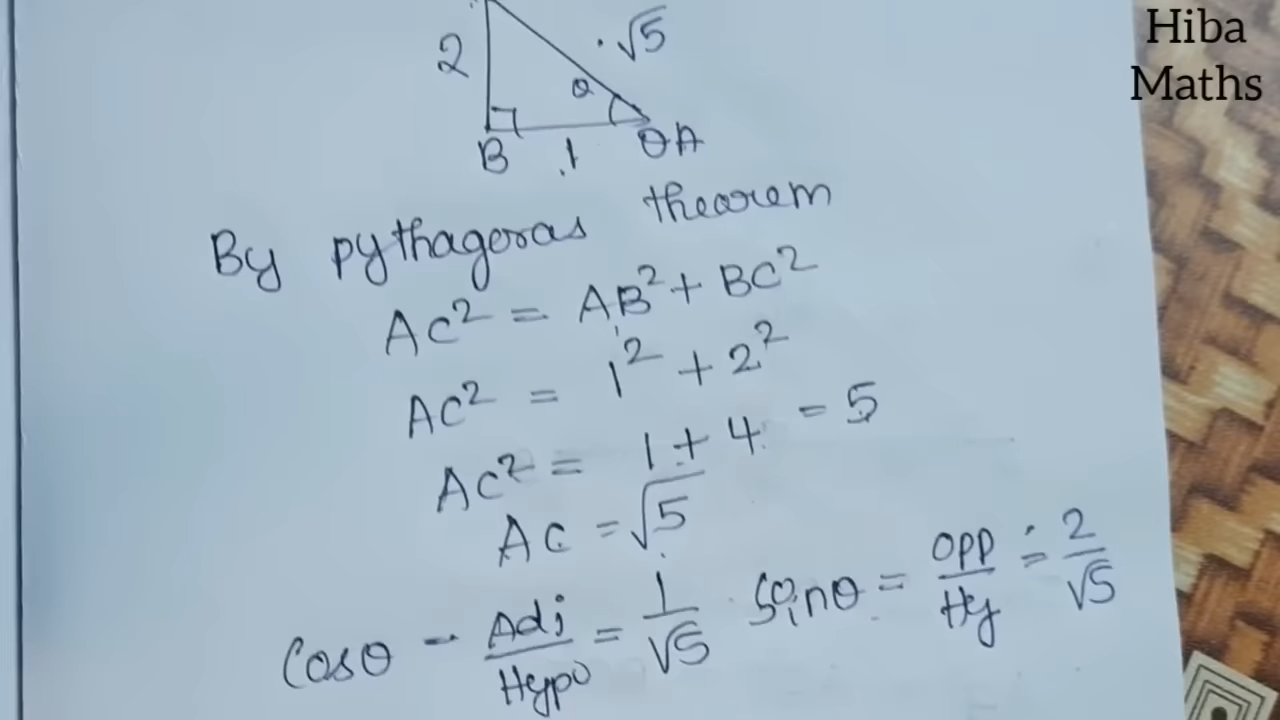 Hiba
Maths
2
√5
θ
B
1
θA
By pythagoras thearem
AC² = AB² + BC²
AC² = 1² + 2²
AC² = 1 + 4 = 5
AC = √5
Cosθ - Adj/Hypo = 1/√5 Sinθ = OPP/Hy = 2/√5